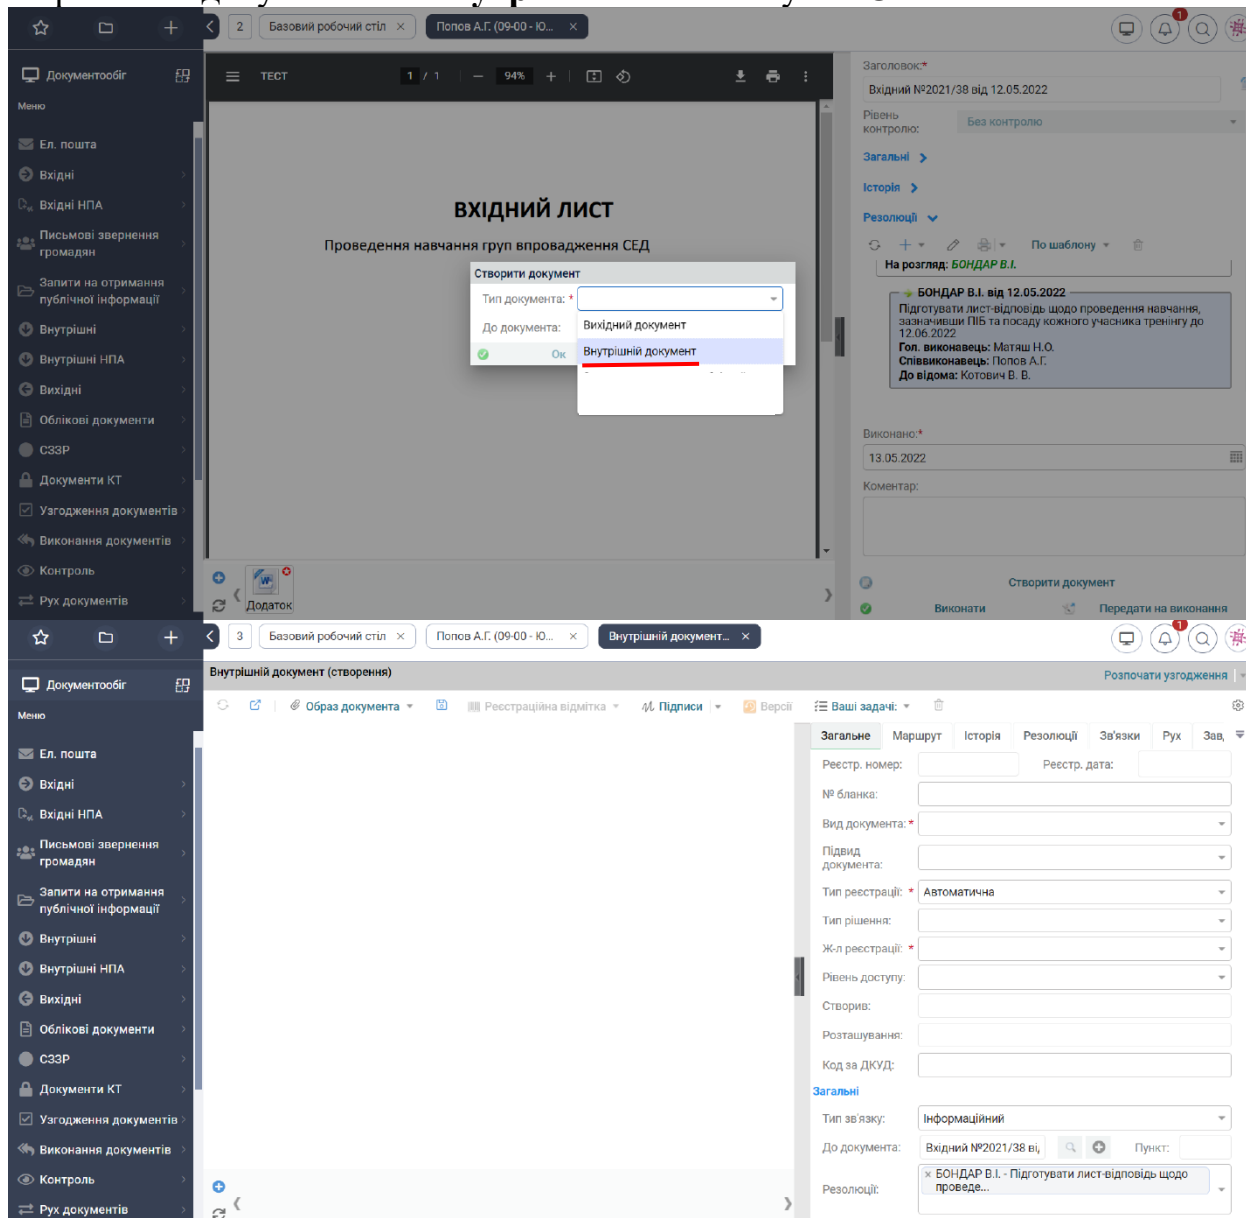 2
Базовий робочий стіл ×
Попов А.Г. (09-00 - Ю... ×
1
Документообіг
Меню
Ел. пошта
Вхідні
Вхідні НПА
Письмові звернення
громадян
Запити на отримання
публічної інформації
Внутрішні
Внутрішні НПА
Вихідні
Облікові документи
СЗЗР
Документи КТ
Узгодження документів
Виконання документів
Контроль
Рух документів
ТЕСТ
1 / 1
94%
ВХІДНИЙ ЛИСТ
Проведення навчання груп впровадження СЕД
Створити документ
Тип документа: *
До документа:
Вихідний документ
Внутрішній документ
Ок
Додаток
Заголовок:*
Вхідний №2021/38 від 12.05.2022
Рівень
контролю:
Без контролю
Загальні
Історія
Резолюції
По шаблону
На розгляд: БОНДАР В.І.
БОНДАР В.І. від 12.05.2022
Підготувати лист-відповідь щодо проведення навчання,
зазначивши ПІБ та посаду кожного учасника тренінгу до
12.06.2022
Гол. виконавець: Матяш Н.О.
Співвиконавець: Попов А.Г.
До відома: Котович В. В.
Виконано:*
13.05.2022
Коментар:
Створити документ
Виконати
Передати на виконання
3
Базовий робочий стіл ×
Попов А.Г. (09-00 - Ю... ×
Внутрішній документ... ×
1
Документообіг
Меню
Ел. пошта
Вхідні
Вхідні НПА
Письмові звернення
громадян
Запити на отримання
публічної інформації
Внутрішні
Внутрішні НПА
Вихідні
Облікові документи
СЗЗР
Документи КТ
Узгодження документів
Виконання документів
Контроль
Рух документів
Внутрішній документ (створення)
Розпочати узгодження
Образ документа
Реєстраційна відмітка
Підписи
Версії
Ваші задачі:
Загальне Маршрут Історія Резолюції Зв'язки Рух Зав,
Реєстр. номер:
Реєстр. дата:
№ бланка:
Вид документа: *
Підвид
документа:
Тип реєстрації: * Автоматична
Тип рішення:
Ж-л реєстрації: *
Рівень доступу:
Створив:
Розташування:
Код за ДКУД:
Загальні
Тип зв'язку: Інформаційний
До документа: Вхідний №2021/38 ві, Пункт:
Резолюції:
× БОНДАР В.І. - Підготувати лист-відповідь щодо
проведе...